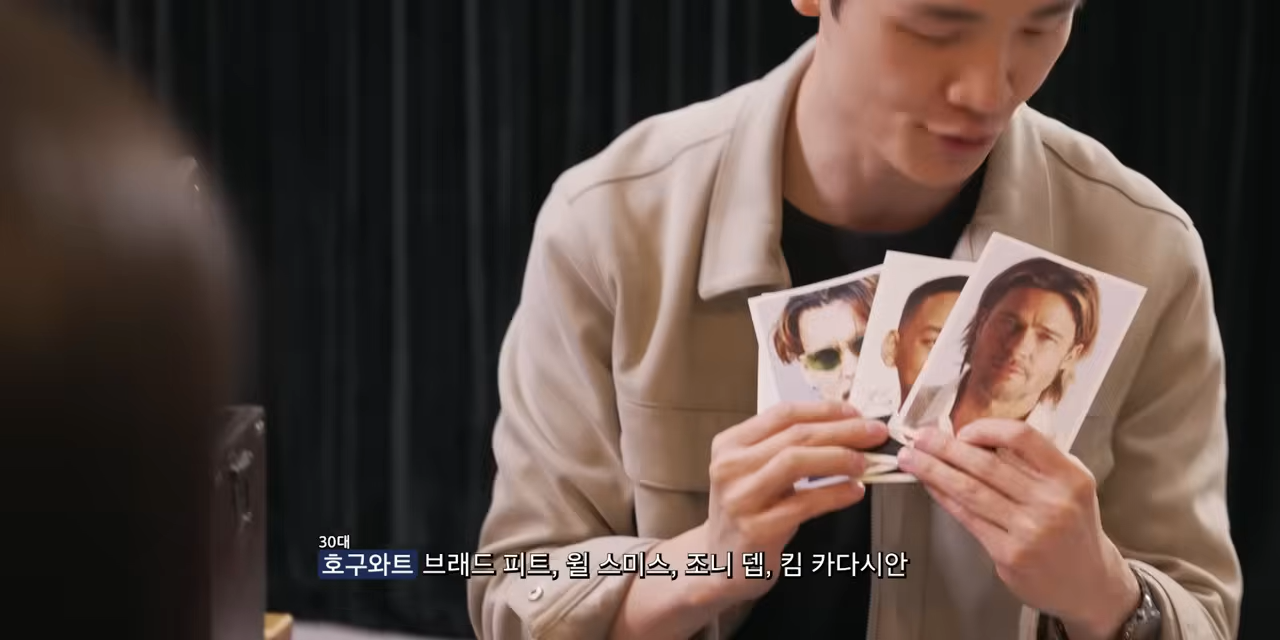 30대
호구와트 브래드 피트, 윌 스미스, 조니 뎁, 킴 카다시안